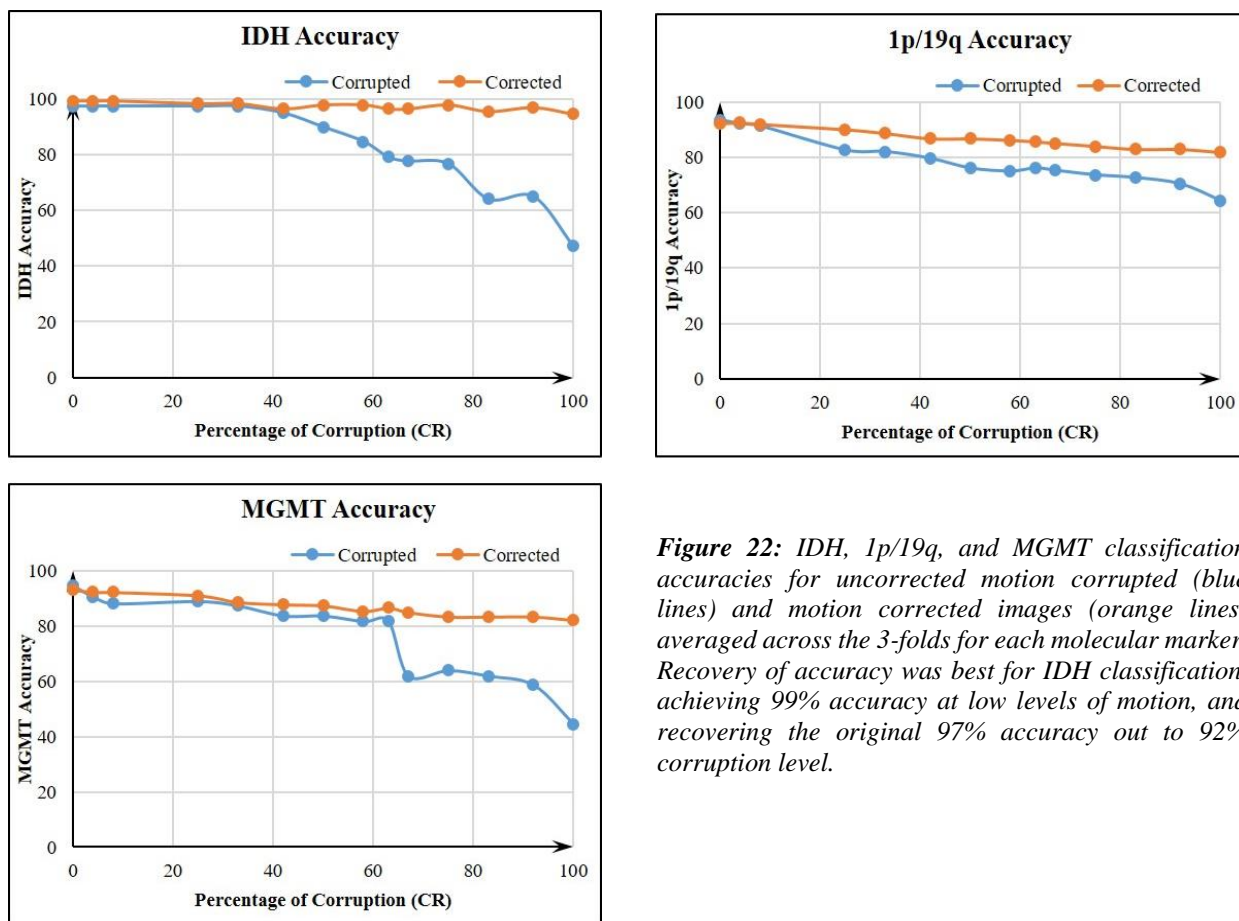 IDH Accuracy
Corrupted Corrected
100
80
60
40
20
0
IDH Accuracy
0 20 40 60 80 100
Percentage of Corruption (CR)
1p/19q Accuracy
Corrupted Corrected
100
80
60
40
20
0
1p/19q Accuracy
0 20 40 60 80 100
Percentage of Corruption (CR)
MGMT Accuracy
Corrupted Corrected
100
80
60
40
20
0
MGMT Accuracy
0 20 40 60 80 100
Percentage of Corruption (CR)
Figure 22: IDH, 1p/19q, and MGMT classification
accuracies for uncorrected motion corrupted (blue
lines) and motion corrected images (orange lines
averaged across the 3-folds for each molecular marker
Recovery of accuracy was best for IDH classification
achieving 99% accuracy at low levels of motion, and
recovering the original 97% accuracy out to 92%
corruption level.